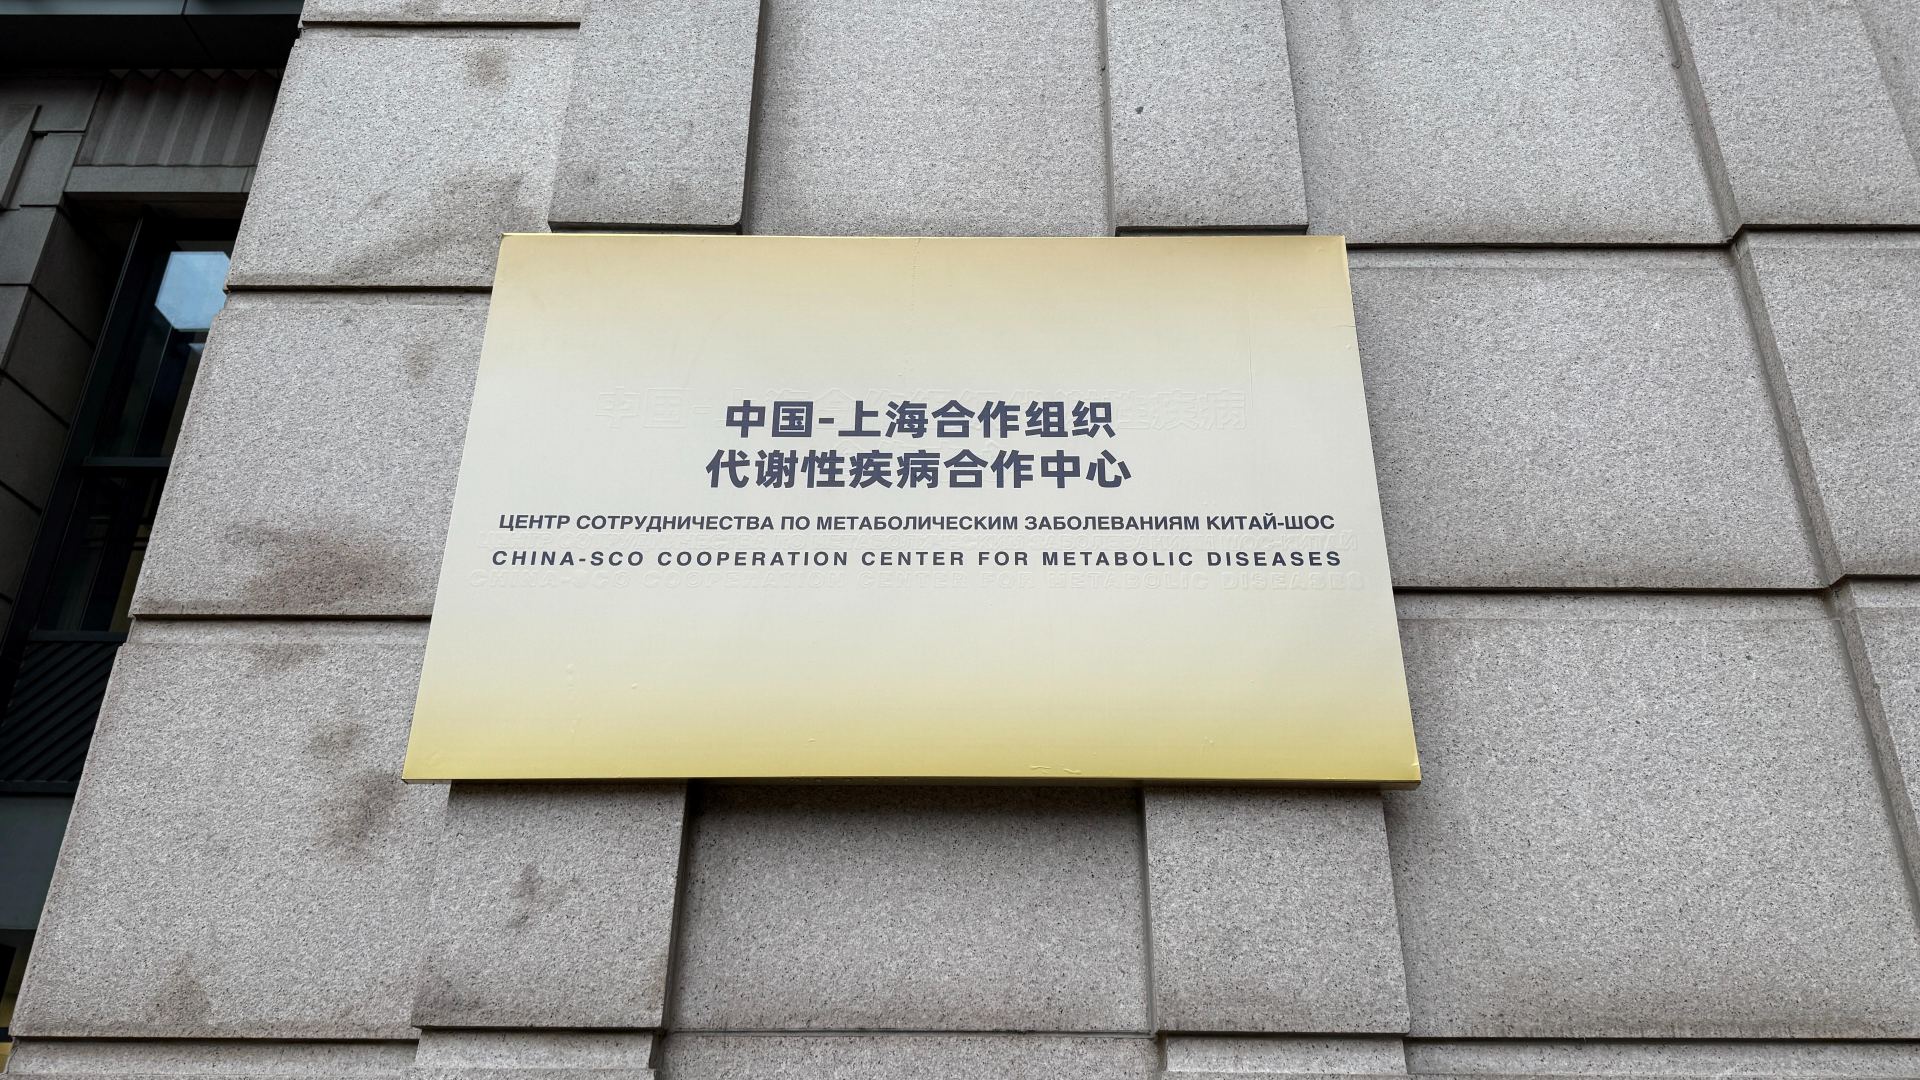 中国-上海合作组织
代谢性疾病合作中心
ЦЕНТР СОТРУДНИЧЕСТВА ПО МЕТАБОЛИЧЕСКИМ ЗАБОЛЕВАНИЯМ КИТАЙ-ШОС
CHINA-SCO COOPERATION CENTER FOR METABOLIC DISEASES